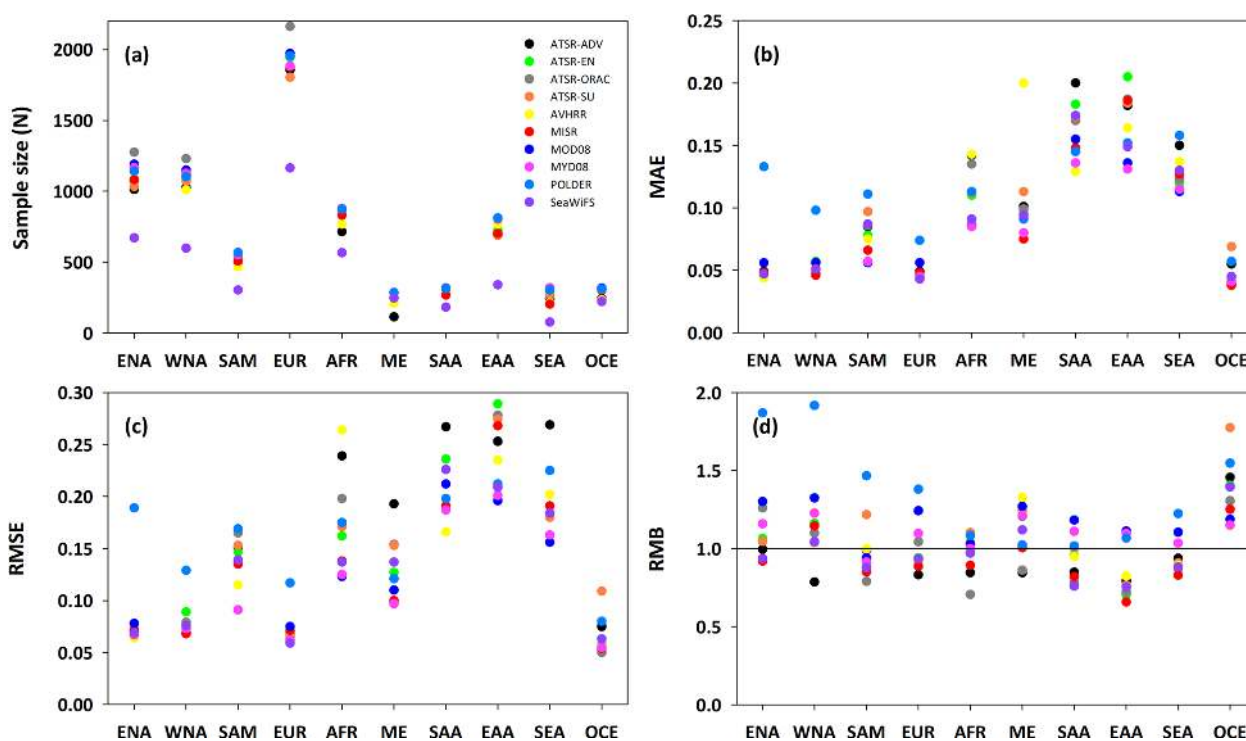 (a)
Sample size (N)
2000
1500
1000
500
0
ATSR-ADV
ATSR-EN
ATSR-ORAC
ATSR-SU
AVHRR
MISR
MOD08
MYD08
POLDER
SeaWiFS
ENA WNA SAM EUR AFR ME SAA EAA SEA OCE
(b)
MAE
0.25
0.20
0.15
0.10
0.05
0.00
ENA WNA SAM EUR AFR ME SAA EAA SEA OCE
(c)
RMSE
0.30
0.25
0.20
0.15
0.10
0.05
0.00
ENA WNA SAM EUR AFR ME SAA EAA SEA OCE
(d)
RMB
2.0
1.5
1.0
0.5
0.0
ENA WNA SAM EUR AFR ME SAA EAA SEA OCE